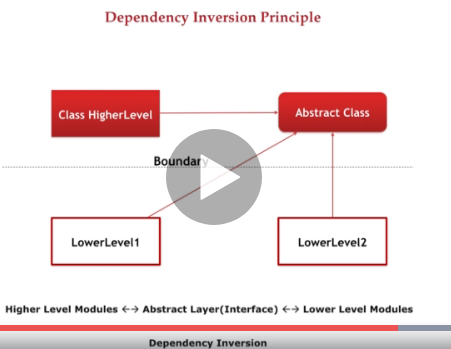 Dependency Inversion Principle
Class HigherLevel
Abstract Class
Boundary
LowerLevel1
LowerLevel2
Higher Level Modules <-> Abstract Layer(Interface) <-> Lower Level Modules
Dependency Inversion